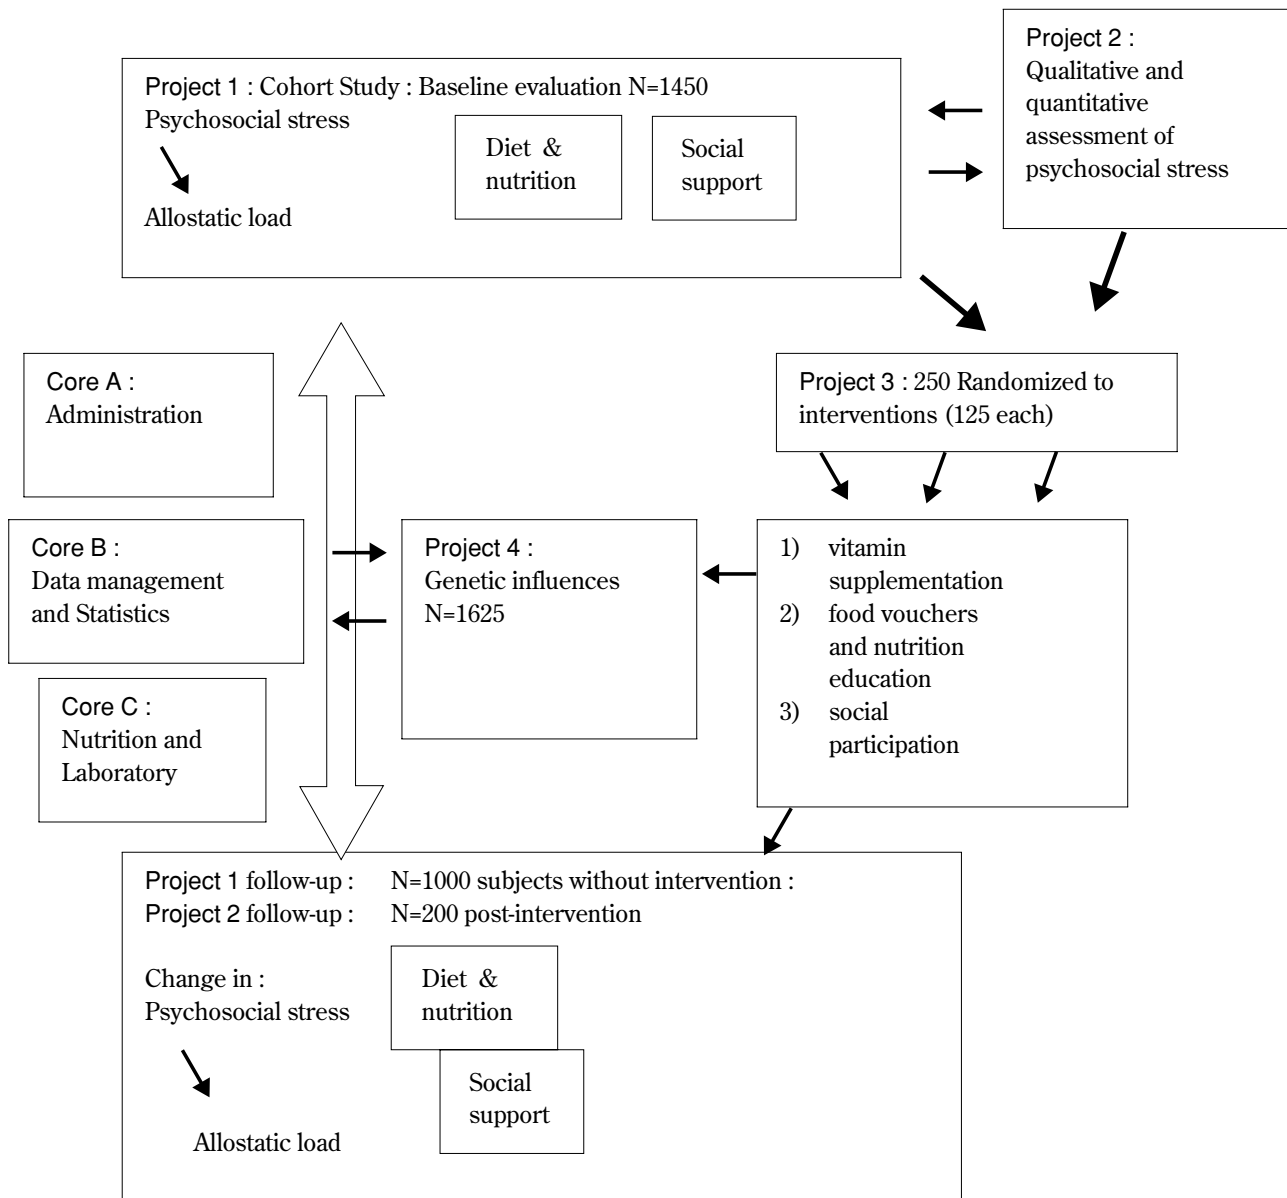 Project 1 : Cohort Study : Baseline evaluation N=1450
Psychosocial stress
Diet &
nutrition
Social
support
Allostatic load
Project 2 :
Qualitative and
quantitative
assessment of
psychosocial stress
Core A :
Administration
Project 3 : 250 Randomized to
interventions (125 each)
Core B :
Data management
and Statistics
Project 4 :
Genetic influences
N=1625
1) vitamin
supplementation
2) food vouchers
and nutrition
education
3) social
participation
Core C :
Nutrition and
Laboratory
Project 1 follow-up : N=1000 subjects without intervention :
Project 2 follow-up : N=200 post-intervention
Change in :
Psychosocial stress
Diet &
nutrition
Social
support
Allostatic load